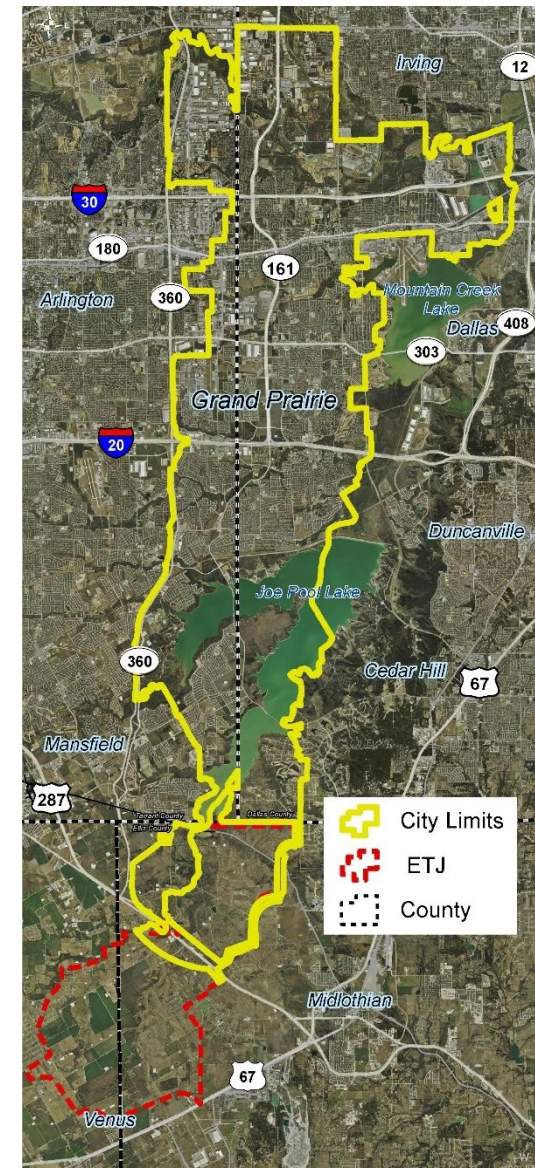 Irving
12
30
180
161
Arlington
360
Mountain Creek
Lake
Dallas
408
303
Grand Prairie
20
Duncanville
Joe Pool Lake
360
Cedar Hill
67
Mansfield
287
Tarrant County
Dallas County
Ellis County
City Limits
ETJ
County
Midlothian
67
Venus